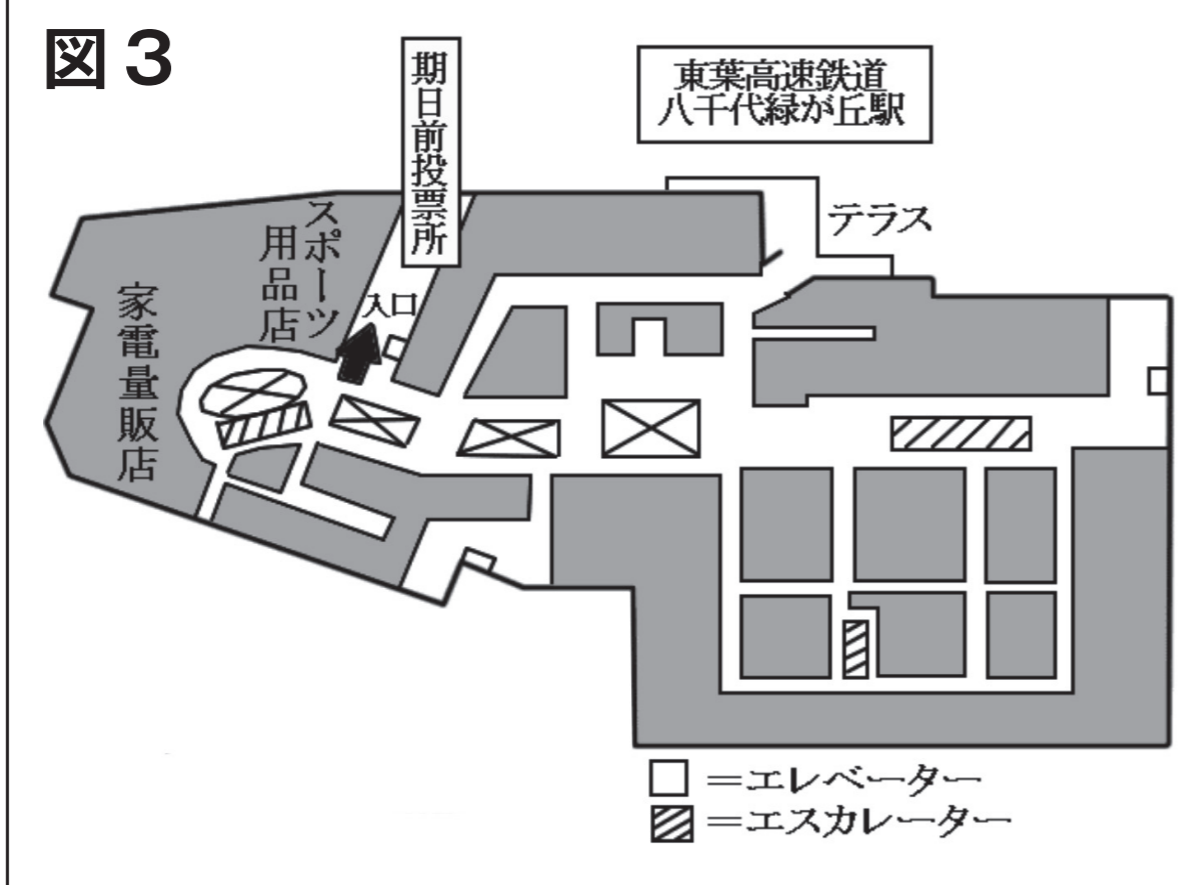 図3
期日前投票所
東葉高速鉄道
八千代緑が丘駅
テラス
スポーツ
用品店
家電量販店
入口
□=エレベーター
=エスカレーター